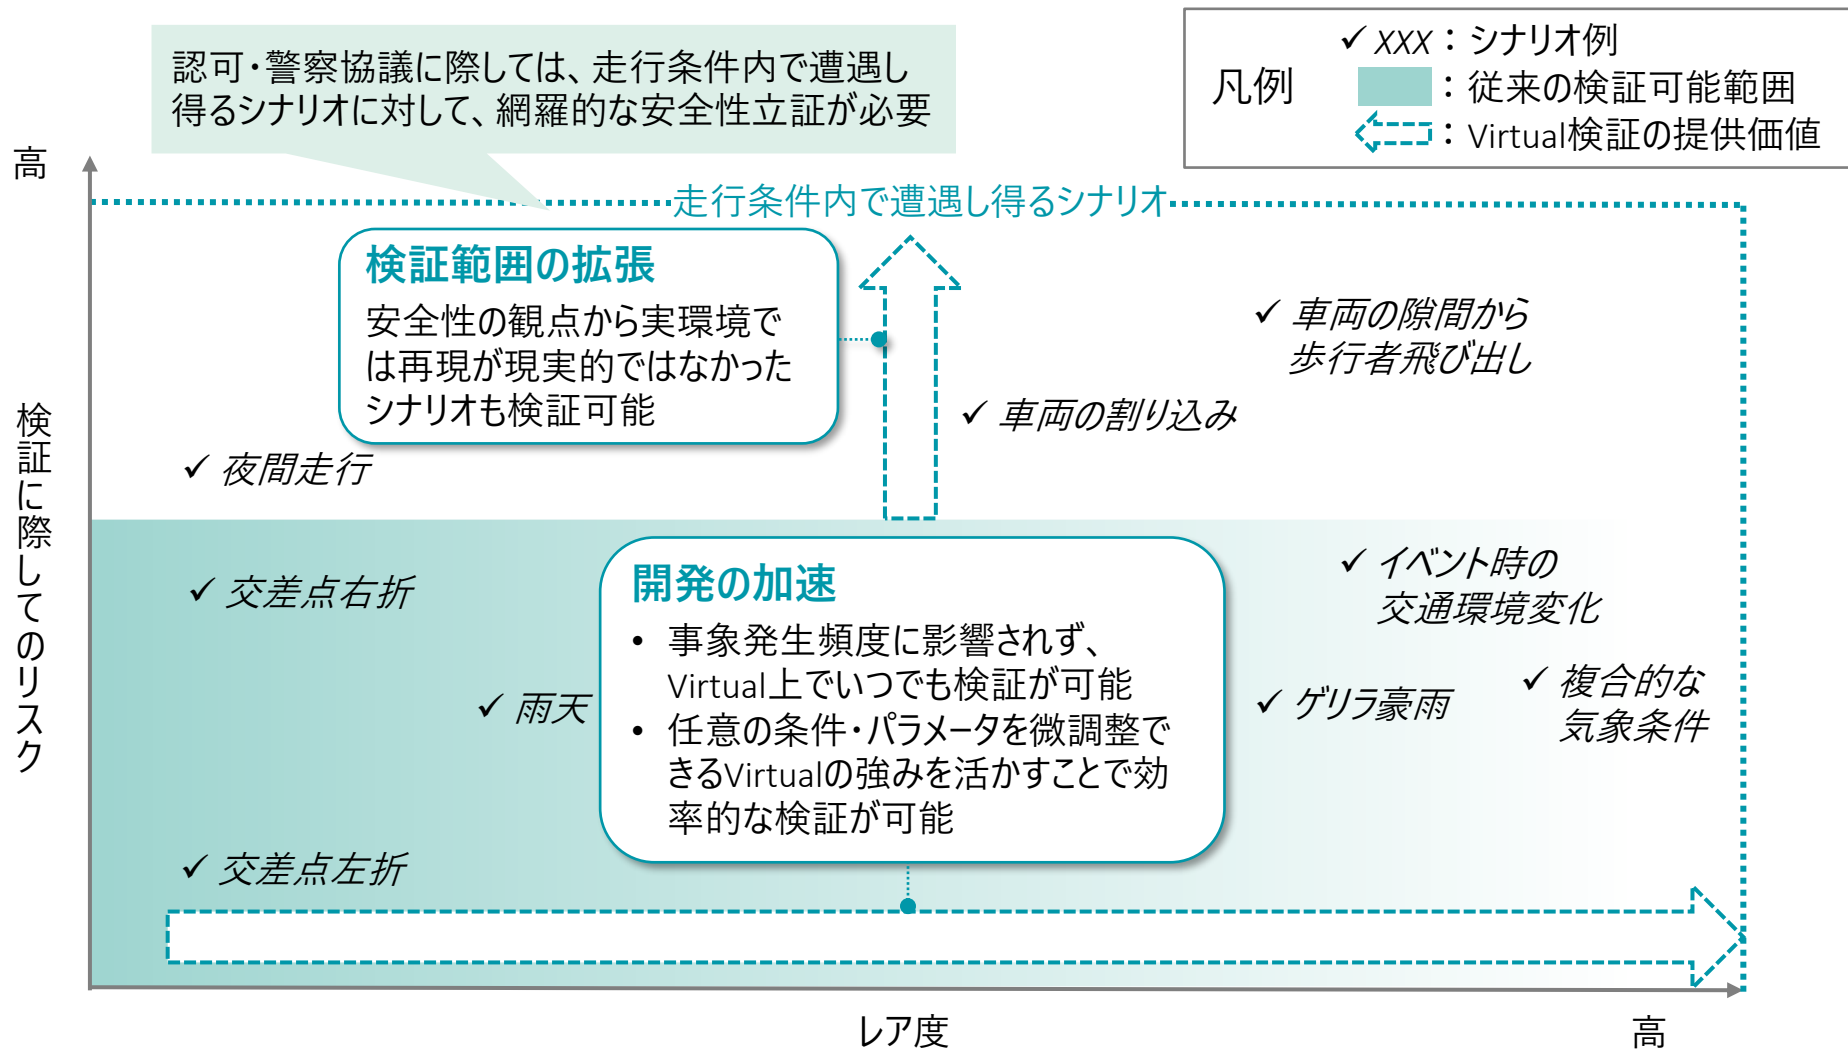 認可・警察協議に際しては、走行条件内で遭遇し
得るシナリオに対して、網羅的な安全性立証が必要
凡例
✓ XXX：シナリオ例
：従来の検証可能範囲
：Virtual検証の提供価値
高
走行条件内で遭遇し得るシナリオ
検証範囲の拡張
安全性の観点から実環境で
は再現が現実的ではなかった
シナリオも検証可能
✓ 車両の隙間から
歩行者飛び出し
✓ 車両の割り込み
✓ 夜間走行
検証に際してのリスク
開発の加速
• 事象発生頻度に影響されず、
Virtual上でいつでも検証が可能
• 任意の条件・パラメータを微調整で
きるVirtualの強みを活かすことで効
率的な検証が可能
✓ イベント時の
交通環境変化
✓ 交差点右折
✓ 雨天
✓ ゲリラ豪雨
✓ 複合的な
気象条件
✓ 交差点左折
レア度
高